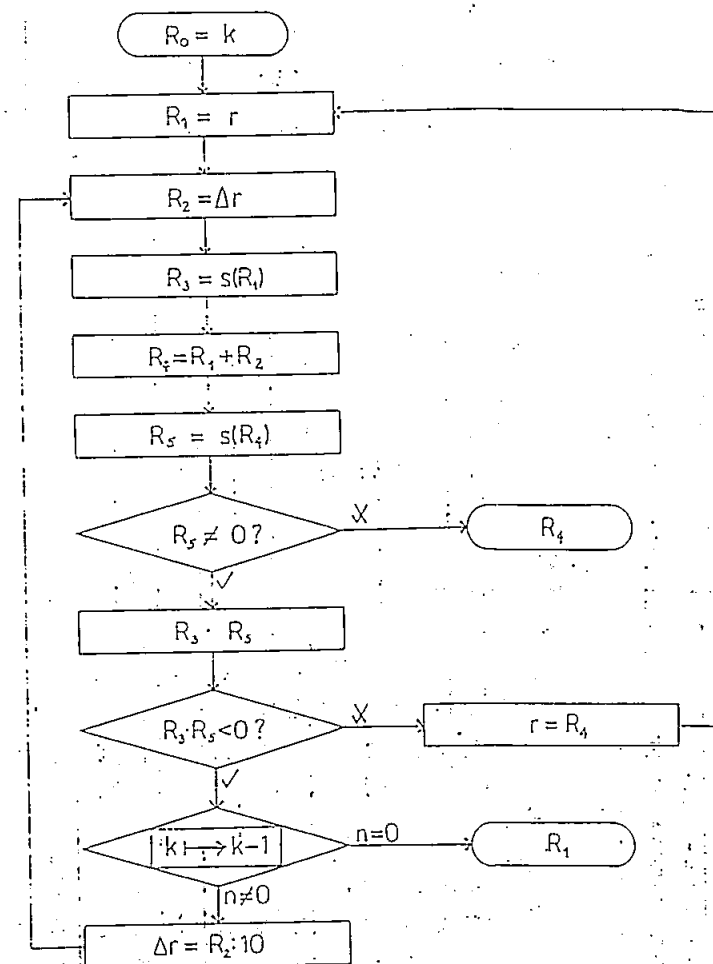 R₀ = k
R₁ = r
R₂ = Δr
R₃ = s(R₁)
R₄ = R₁ + R₂
R₅ = s(R₄)
R₅ ≠ 0?
X
R₄
✓
R₃ · R₅
R₃·R₅<0?
X
r = R₄
✓
k ↦ k-1
n=0
R₁
n≠0
Δr = R₂:10